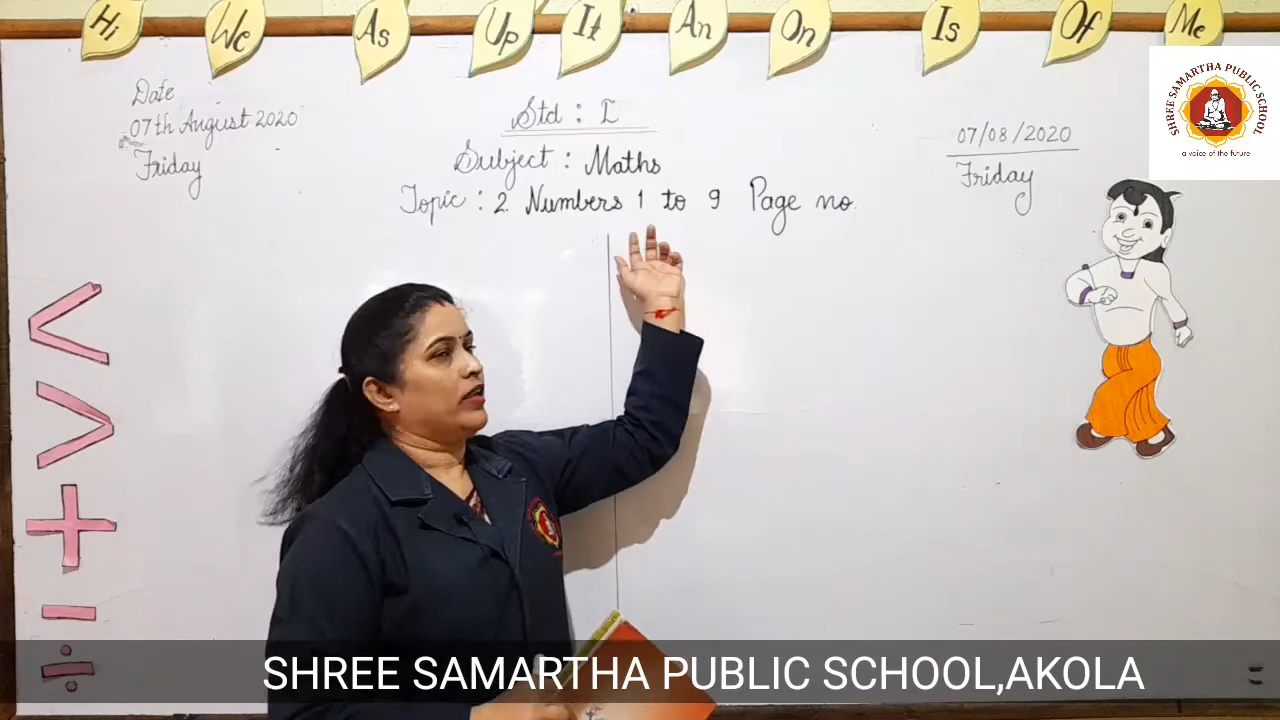 Hi We As Up It An On Is Of Me
SHREE SAMARTHA PUBLIC SCHOOL
a voice of the future
Date
07th August 2020
Friday
Std : I
Subject : Maths
Topic : 2. Numbers 1 to 9 Page no.
07/08/2020
Friday
< > + - ÷
SHREE SAMARTHA PUBLIC SCHOOL,AKOLA